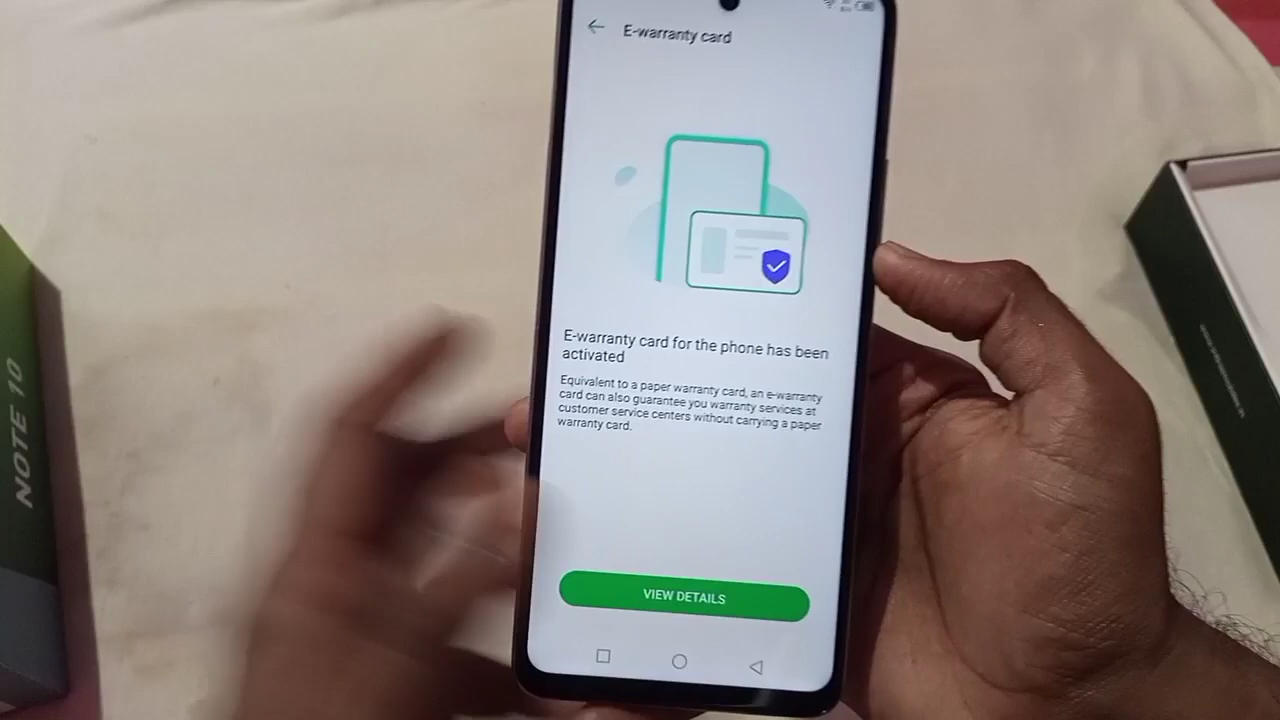 E-warranty card
E-warranty card for the phone has been
activated
Equivalent to a paper warranty card, an e-warranty
card can also guarantee you warranty services at
customer service centers without carrying a paper
warranty card.
VIEW DETAILS
NOTE 10